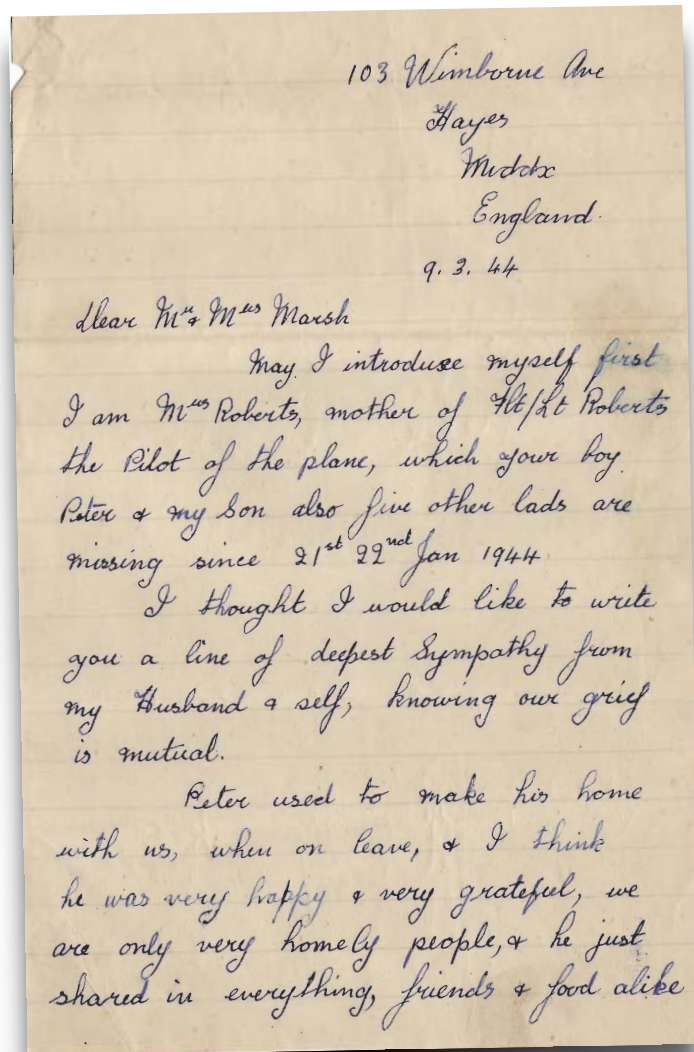 103 Wimborne Ave
Hayes
Middx
England.
9. 3. 44
Dear Mr & Mrs Marsh
May I introduce myself first
I am Mrs Roberts, mother of Flt/Lt Roberts
the Pilot of the plane, which your boy
Peter & my Son also five other lads are
missing since 21st 22nd Jan 1944.
I thought I would like to write
you a line of deepest Sympathy from
my Husband & self, knowing our grief
is mutual.
Peter used to make his home
with us, when on leave, & I think
he was very happy & very grateful, we
are only very homely people, & he just
shared in everything, friends & food alike